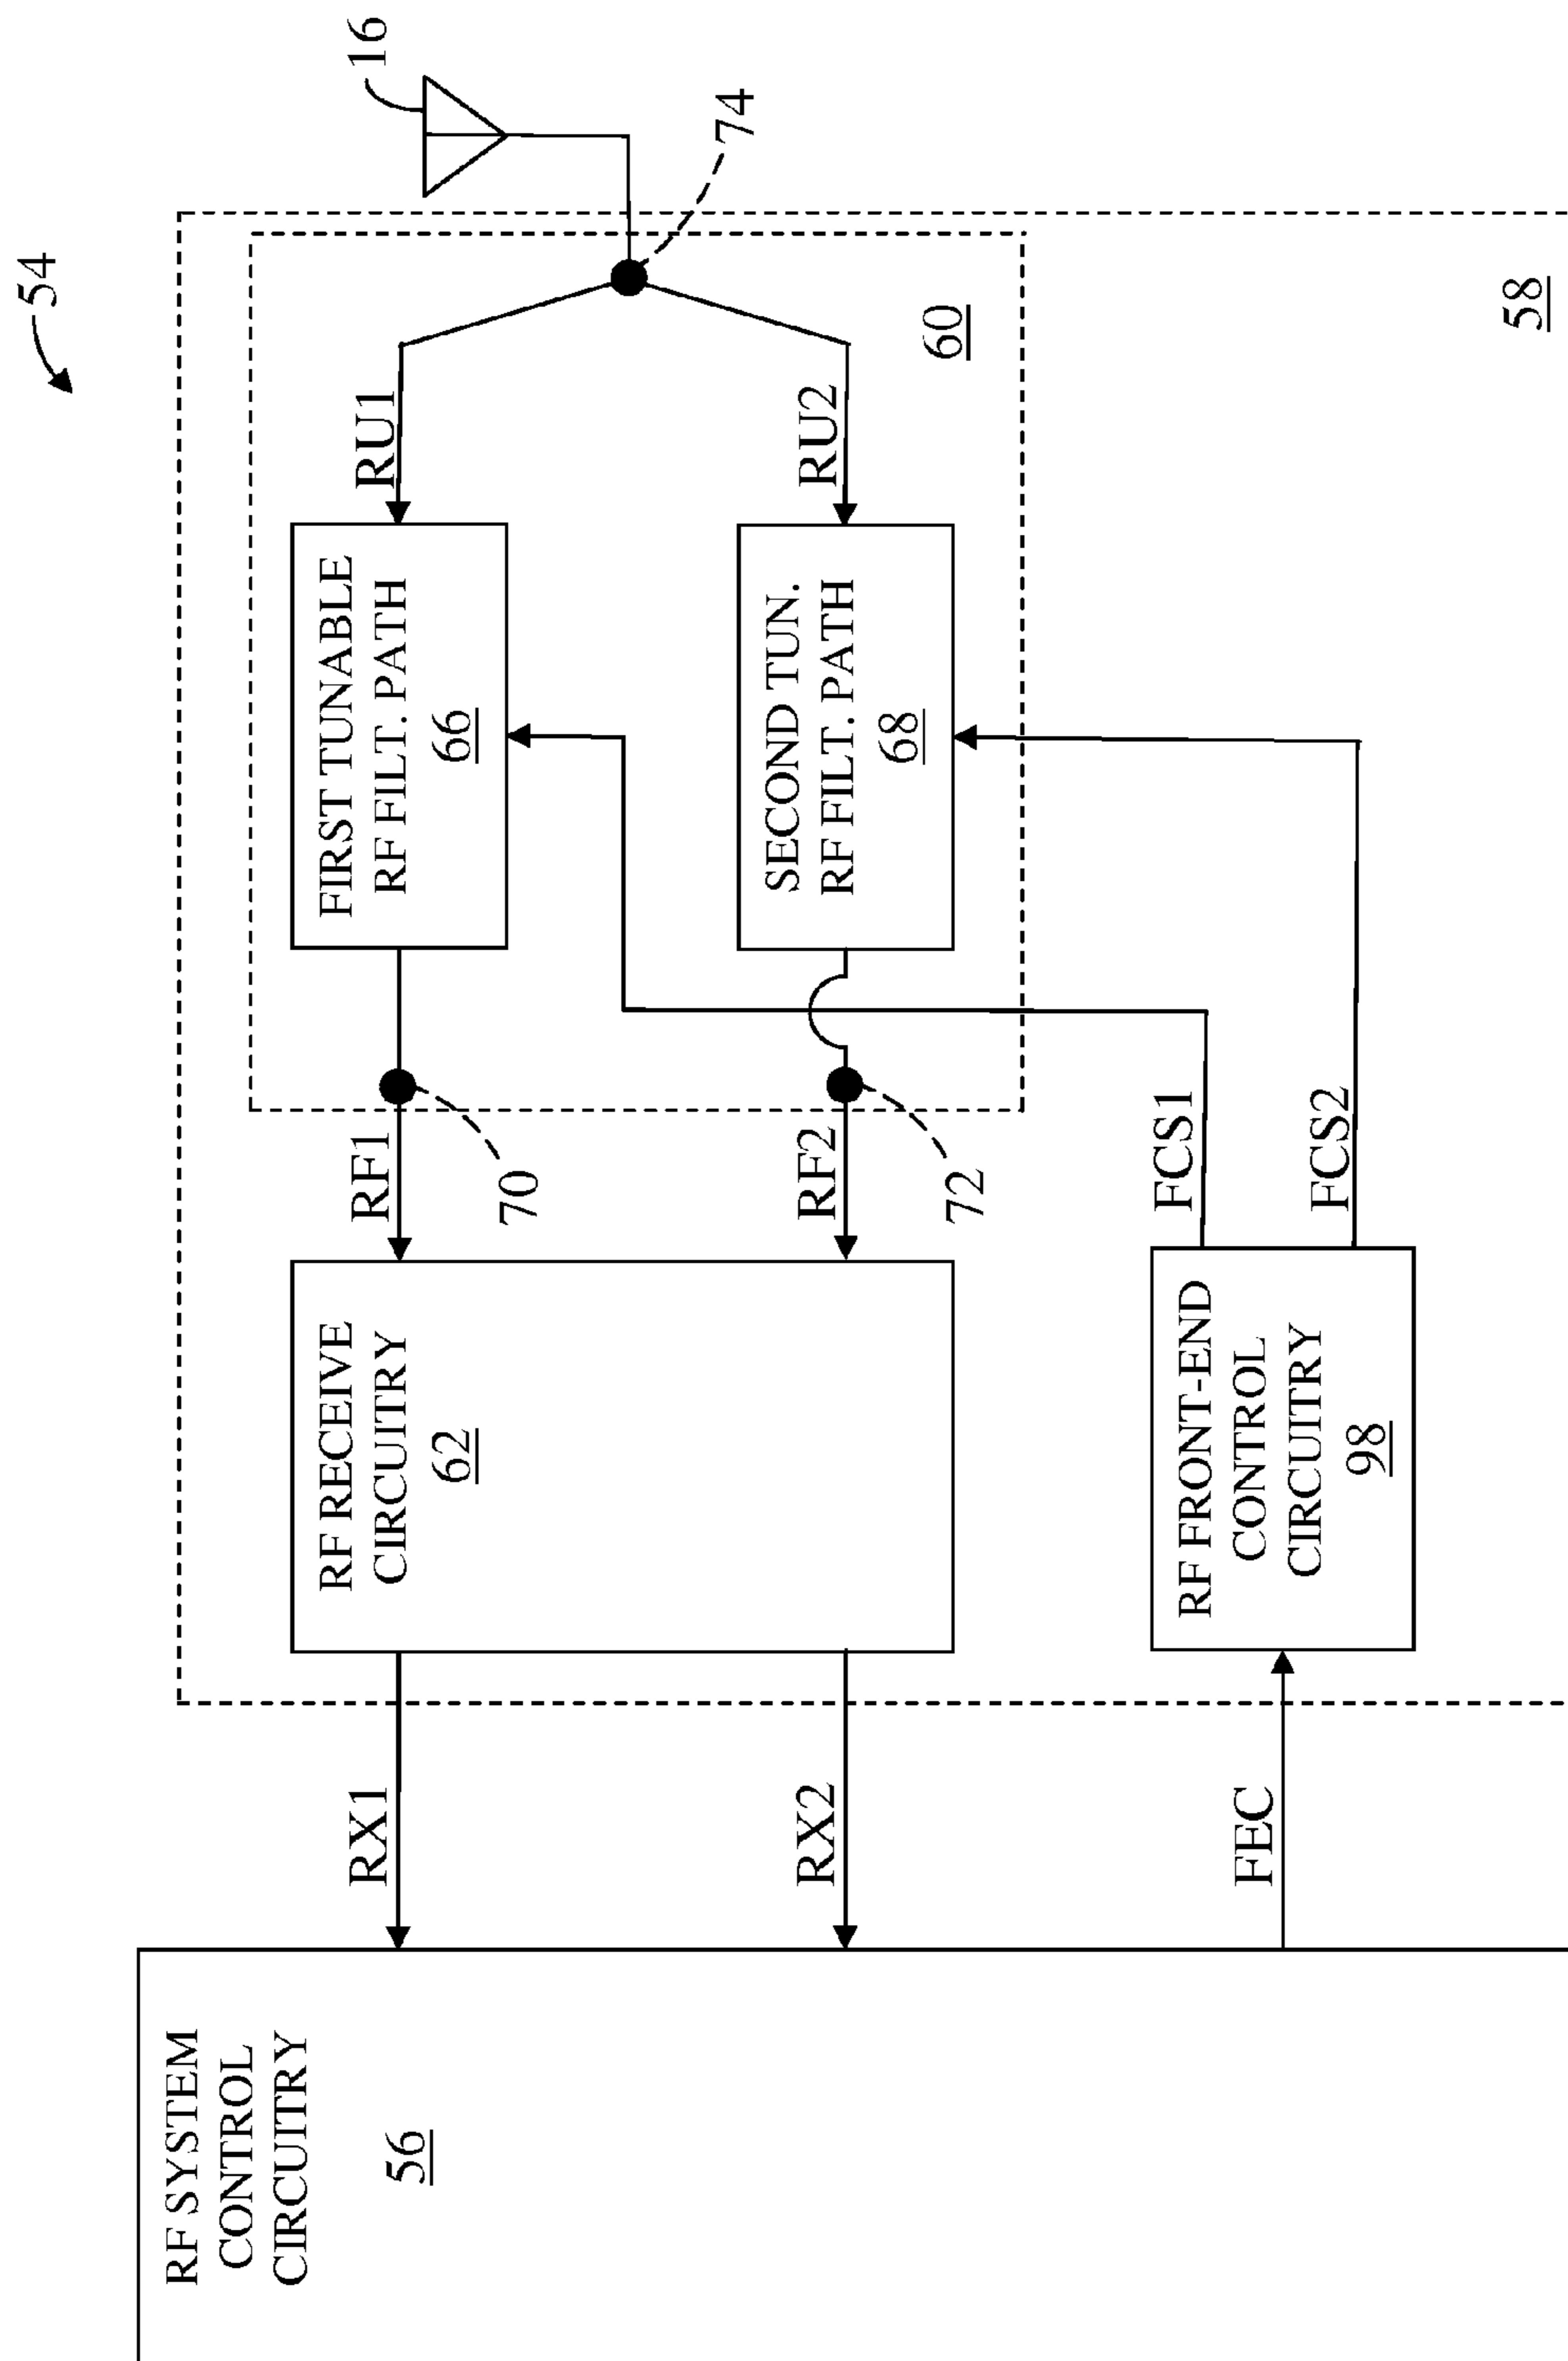 54
RF SYSTEM
CONTROL
CIRCUITRY
56
RX1
RX2
FEC
RF RECEIVE
CIRCUITRY
62
RF FRONT-END
CONTROL
CIRCUITRY
98
RF1
70
RF2
72
FCS1
FCS2
FIRST TUNABLE
RF FILT. PATH
66
SECOND TUN.
RF FILT. PATH
68
RU1
RU2
60
74
16
58